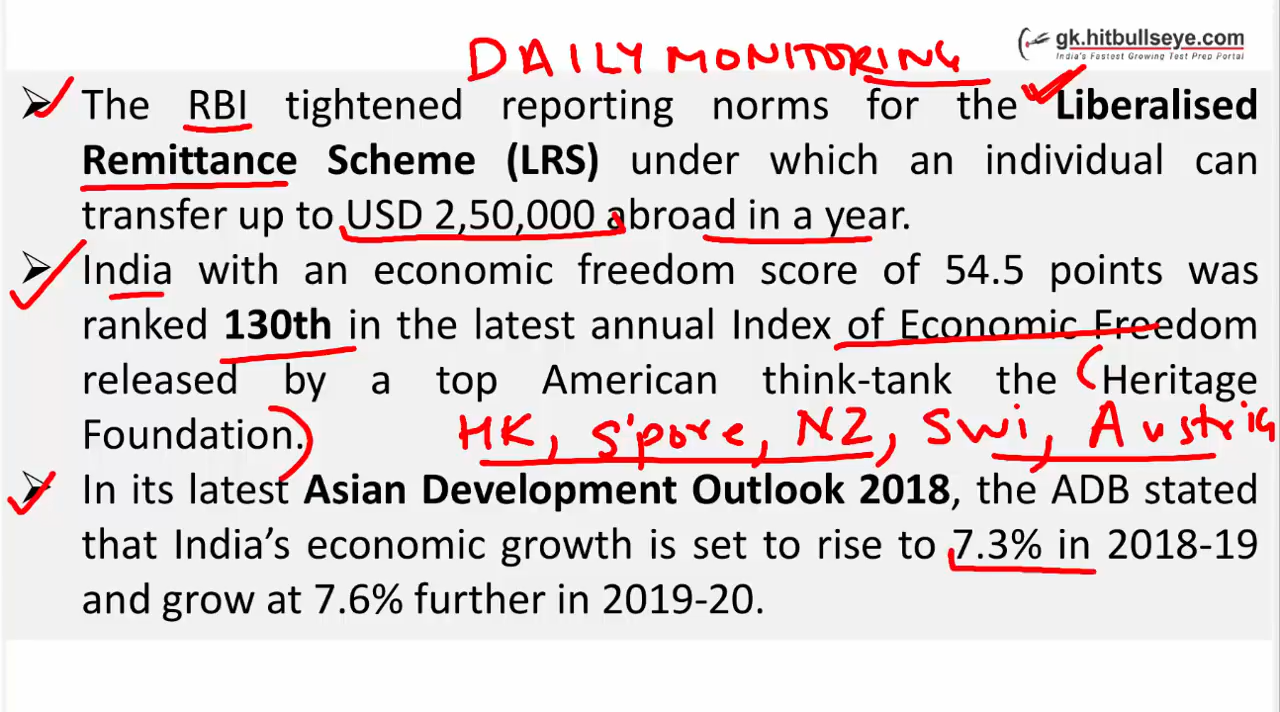 gk.hitbullseye.com
India's Fastest Growing Test Prep Portal
DAILY MONITORING
➢ The RBI tightened reporting norms for the Liberalised
Remittance Scheme (LRS) under which an individual can
transfer up to USD 2,50,000 abroad in a year.
➢ India with an economic freedom score of 54.5 points was
ranked 130th in the latest annual Index of Economic Freedom
released by a top American think-tank the Heritage
Foundation.
HK, S'pore, NZ, Swi, Austria
➢ In its latest Asian Development Outlook 2018, the ADB stated
that India’s economic growth is set to rise to 7.3% in 2018-19
and grow at 7.6% further in 2019-20.